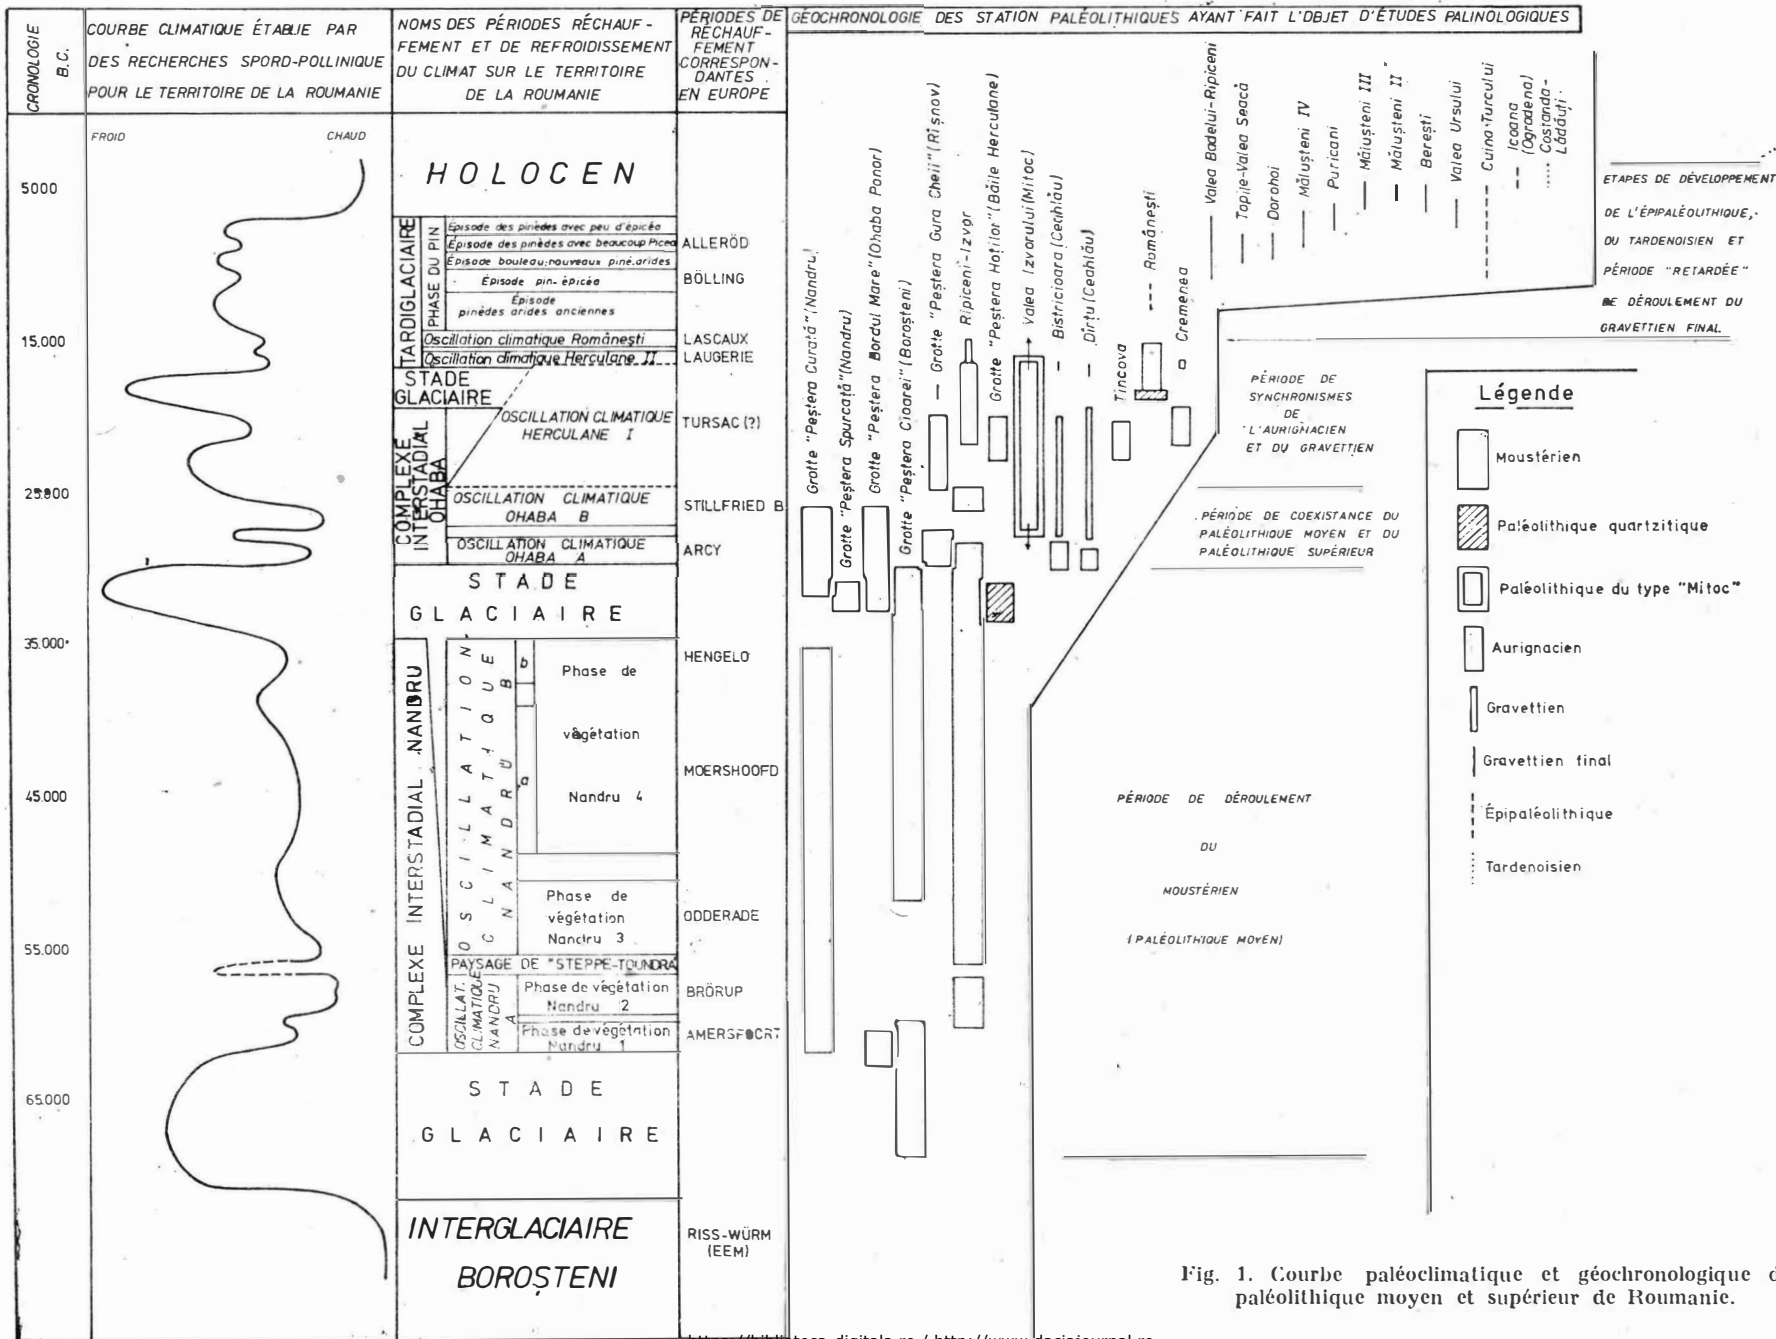 CRONOLOGIE
B.C.
COURBE CLIMATIQUE ÉTABLIE PAR
DES RECHERCHES SPORO-POLLINIQUE
POUR LE TERRITOIRE DE LA ROUMANIE
NOMS DES PÉRIODES RÉCHAUF-
FEMENT ET DE REFROIDISSEMENT
DU CLIMAT SUR LE TERRITOIRE
DE LA ROUMANIE
PÉRIODES DE
RÉCHAUF-
FEMENT
CORRESPON-
DANTES
EN EUROPE
GÉOCHRONOLOGIE DES STATION PALÉOLITHIQUES AYANT FAIT L'OBJET D'ÉTUDES PALINOLOGIQUES
FROID
CHAUD
5000
15.000
25.000
35.000
45.000
55.000
65.000
HOLOCEN
TARDIGLACIAIRE
PHASE DU PIN
Épisode des pinèdes avec peu d'épicéa
Épisode des pinèdes avec beaucoup Picea
Épisode bouleau, nouveaux piné.arides
Épisode pin-épicéa
Épisode
pinèdes arides anciennes
Oscillation climatique Românești
Oscillation climatique Herculane II
STADE
GLACIAIRE
COMPLEXE
INTERSTADIAL
OHABA
OSCILLATION CLIMATIQUE
HERCULANE I
OSCILLATION CLIMATIQUE
OHABA B
OSCILLATION CLIMATIQUE
OHABA A
STADE
GLACIAIRE
COMPLEXE INTERSTADIAL NANDRU
OSCILLATION
CLIMATIQUE
NANDRU B
b
a
Phase de
végétation
Nandru 4
Phase de
végétation
Nandru 3
PAYSAGE DE "STEPPE-TOUNDRA
OSCILLAT.
CLIMATIQUE
NANDRU
A
Phase de végétation
Nandru 2
Phase de végétation
Nandru 1
STADE
GLACIAIRE
INTERGLACIAIRE
BOROȘTENI
ALLERÖD
BÖLLING
LASCAUX
LAUGERIE
TURSAC (?)
STILLFRIED B
ARCY
HENGELO
MOERSHOOFD
ODDERADE
BRÖRUP
AMERSFOORT
RISS-WÜRM
(EEM)
Grotte "Peștera Curată" (Nandru)
Grotte "Peștera Spurcată" (Nandru)
Grotte "Peștera Bordul Mare" (Ohaba Ponor)
Grotte "Peștera Cioarei" (Boroșteni)
Grotte "Peștera Gura Cheii" (Rîșnov)
Ripiceni-Izvor
Grotte "Peștera Hoților" (Băile Herculane)
Valea Izvorului (Mitoc)
Bistricioara (Ceahlău)
Dîrțu (Ceahlău)
Tincova
Românești
Cremenea
Valea Badelui-Ripiceni
Topile-Valea Seacă
Dorohoi
Mălușteni IV
Puricani
Mălușteni III
Mălușteni II
Berești
Valea Ursului
Cuina Turcului
Icoana
(Ogradena)
Costanda-
Lădăuți
ETAPES DE DÉVELOPPEMENT
DE L'ÉPIPALÉOLITHIQUE,
DU TARDENOISIEN ET
PÉRIODE "RETARDÉE"
DE DÉROULEMENT DU
GRAVETTIEN FINAL
PÉRIODE DE
SYNCHRONISMES
DE
L'AURIGNACIEN
ET DU GRAVETTIEN
PÉRIODE DE COEXISTANCE DU
PALÉOLITHIQUE MOYEN ET DU
PALÉOLITHIQUE SUPÉRIEUR
PÉRIODE DE DÉROULEMENT
DU
MOUSTÉRIEN
(PALÉOLITHIQUE MOYEN)
Légende
Moustérien
Paléolithique quartzitique
Paléolithique du type "Mitoc"
Aurignacien
Gravettien
Gravettien final
Épipaléolithique
Tardenoisien
Fig. 1. Courbe paléoclimatique et géochronologique d
paléolithique moyen et supérieur de Roumanie.